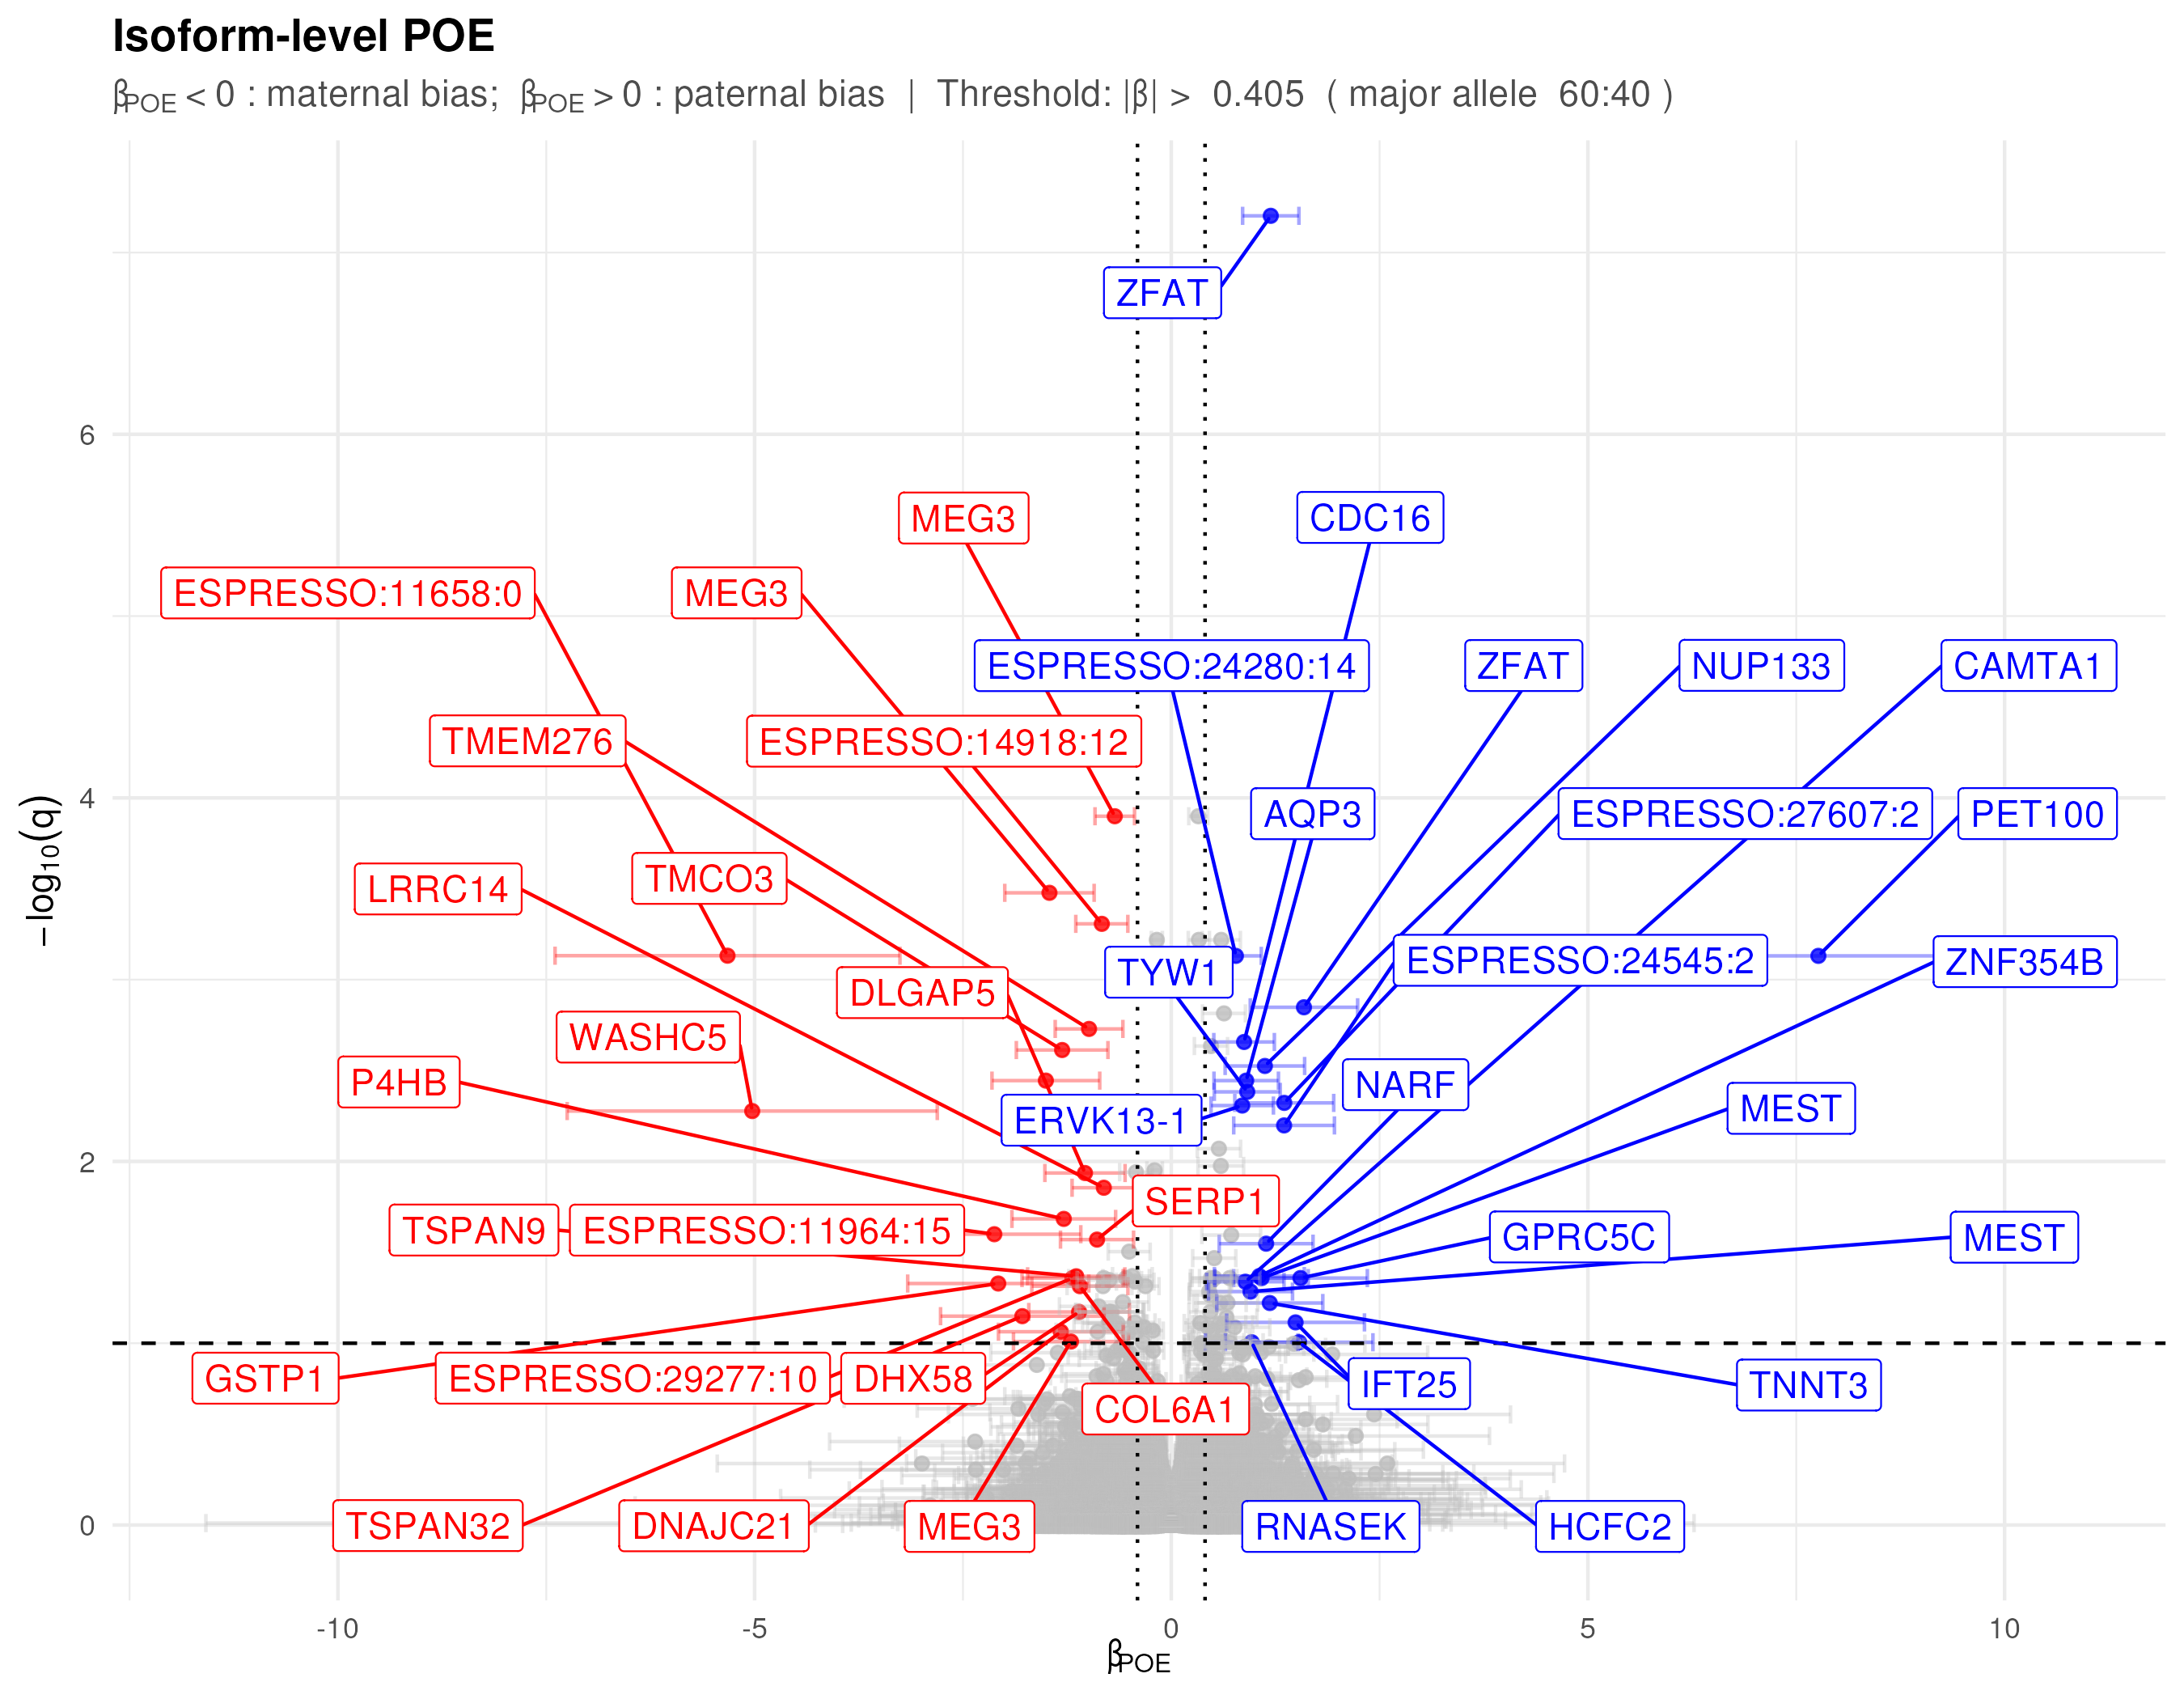 Isoform-level POE
βPOE < 0 : maternal bias; βPOE > 0 : paternal bias | Threshold: |β| > 0.405 ( major allele 60:40 )
ZFAT
6
MEG3
CDC16
ESPRESSO:11658:0
MEG3
ESPRESSO:24280:14
ZFAT
NUP133
CAMTA1
TMEM276
ESPRESSO:14918:12
4
AQP3
ESPRESSO:27607:2
PET100
−log10(q)
LRRC14
TMCO3
TYW1
ESPRESSO:24545:2
ZNF354B
DLGAP5
WASHC5
P4HB
NARF
MEST
ERVK13-1
2
SERP1
TSPAN9
ESPRESSO:11964:15
GPRC5C
MEST
GSTP1
ESPRESSO:29277:10
DHX58
IFT25
TNNT3
COL6A1
0
TSPAN32
DNAJC21
MEG3
RNASEK
HCFC2
-10
-5
0
5
10
βPOE